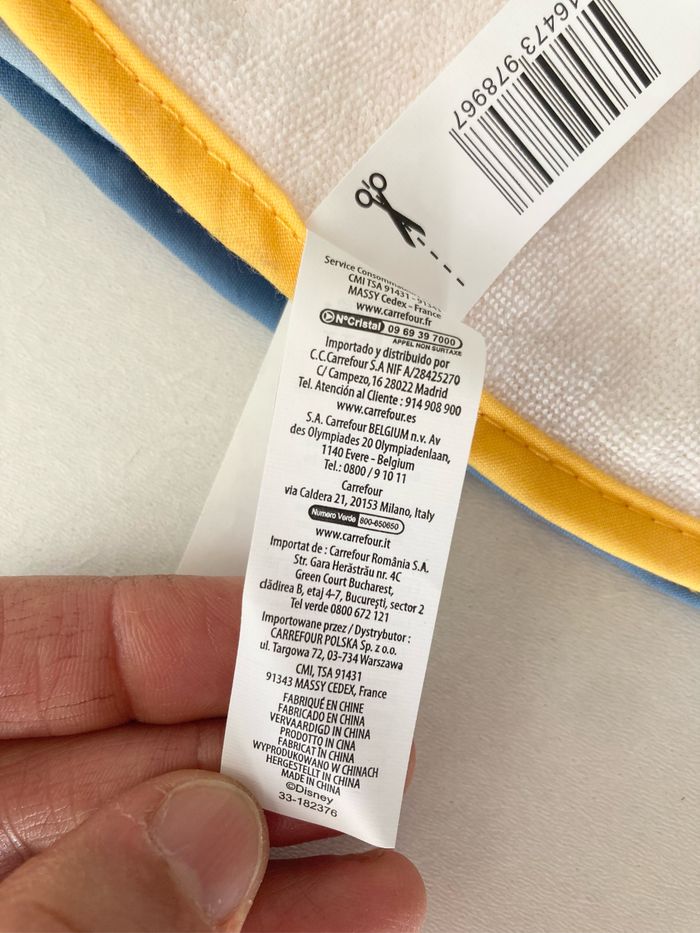 16473 978967
Service
CMI TSA 91431 -
MASSY Cedex - France
www.carrefour.fr
N°Cristal 09 69 39 7000
APPEL NON SURTAXE
Importado y distribuido por
C.C.Carrefour S.A NIF A/28425270
C/ Campezo,16 28022 Madrid
Tel. Atención al Cliente : 914 908 900
www.carrefour.es
S.A. Carrefour BELGIUM n.v. Av
des Olympiades 20 Olympiadenlaan,
1140 Evere - Belgium
Tel.: 0800 / 9 10 11
Carrefour
via Caldera 21, 20153 Milano, Italy
Numero Verde 800-650650
www.carrefour.it
Importat de : Carrefour România S.A.
Str. Gara Herăstrău nr. 4C
Green Court Bucharest,
clădirea B, etaj 4-7, Bucureşti, sector 2
Tel verde 0800 672 121
Importowane przez / Dystrybutor :
CARREFOUR POLSKA Sp. z o.o.
ul. Targowa 72, 03-734 Warszawa
CMI, TSA 91431
91343 MASSY CEDEX, France
FABRIQUÉ EN CHINE
FABRICADO EN CHINA
VERVAARDIGD IN CHINA
PRODOTTO IN CINA
FABRICAT ÎN CHINA
WYPRODUKOWANO W CHINACH
HERGESTELLT IN CHINA
MADE IN CHINA
©Disney
33-182376